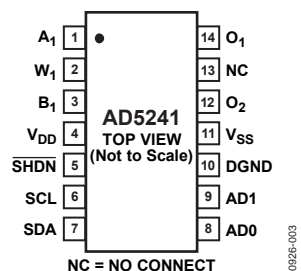 A1 1 14 O1
W1 2 13 NC
B1 3 12 O2
VDD 4 11 VSS
SHDN 5 10 DGND
SCL 6 9 AD1
SDA 7 8 AD0
AD5241
TOP VIEW
(Not to Scale)
NC = NO CONNECT
00926-003